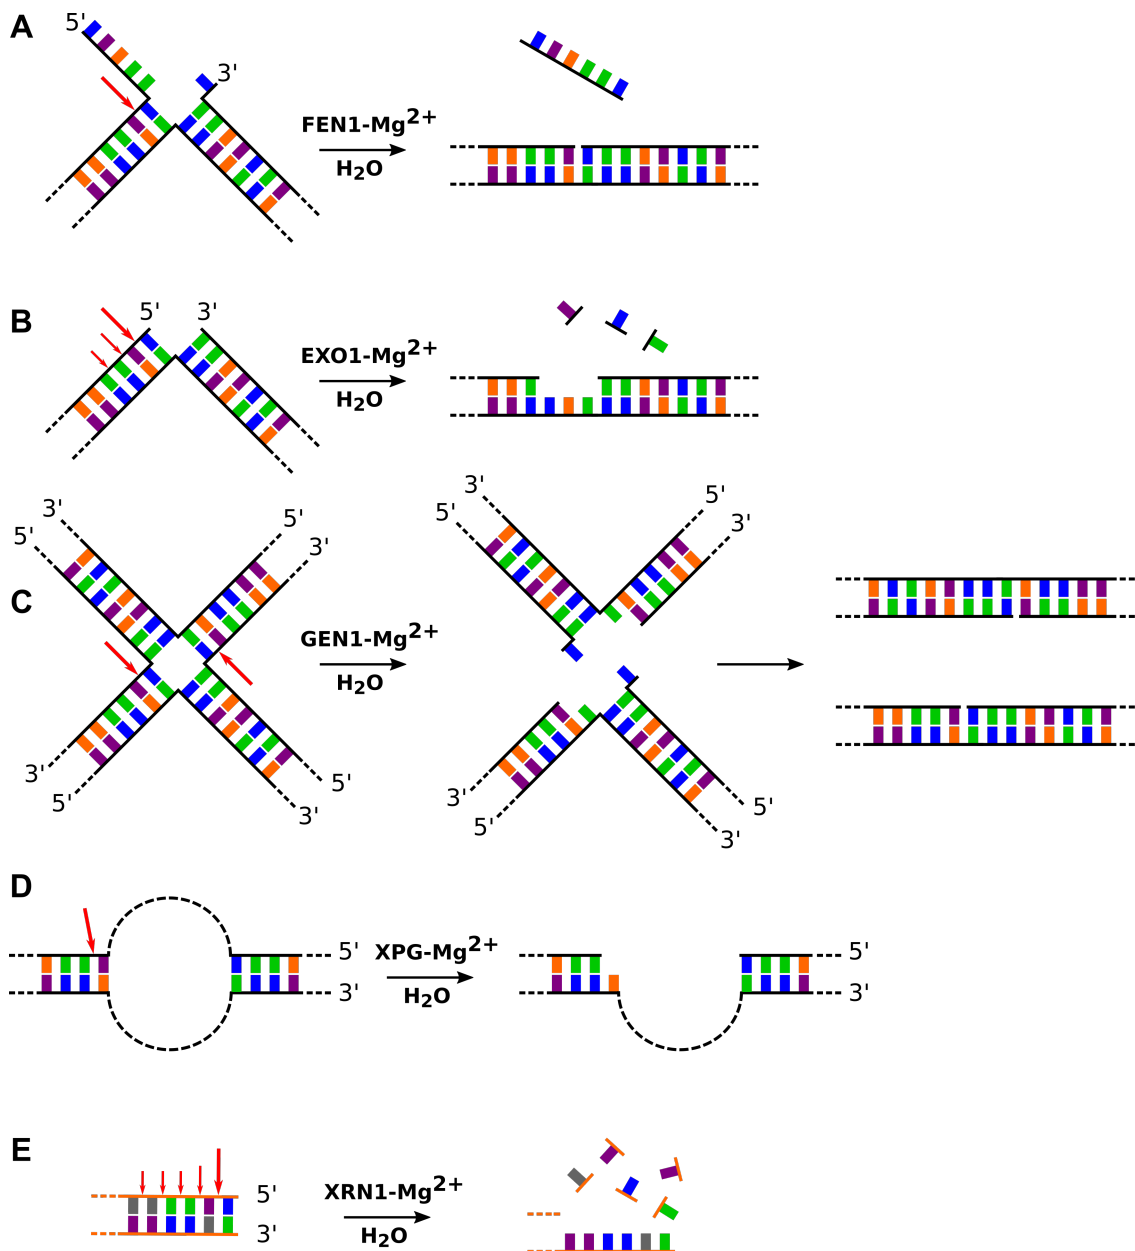 A
5'
3'
FEN1-Mg2+
H2O
B
5'
3'
EXO1-Mg2+
H2O
C
3'
5'
5'
3'
3'
5'
5'
3'
GEN1-Mg2+
H2O
3'
5'
5'
3'
3'
5'
5'
3'
D
5'
3'
XPG-Mg2+
H2O
5'
3'
E
5'
3'
XRN1-Mg2+
H2O